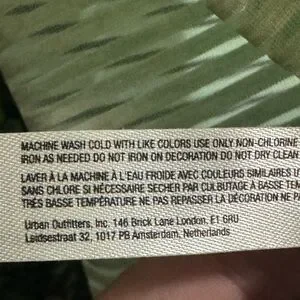 MACHINE WASH COLD WITH LIKE COLORS USE ONLY NON-CHLORINE
IRON AS NEEDED DO NOT IRON ON DECORATION DO NOT DRY CLEAN
LAVER À LA MACHINE À L'EAU FROIDE AVEC COULEURS SIMILAIRES
SANS CHLORE SI NÉCESSAIRE SECHER PAR CULBUTAGE À BASSE
TRÈS BASSE TEMPÉRATURE NE PAS REPASSER LA DÉCORATION NE
Urban Outfitters, Inc. 146 Brick Lane London, E1 6RU
Leidsestraat 32, 1017 PB Amsterdam, Netherlands